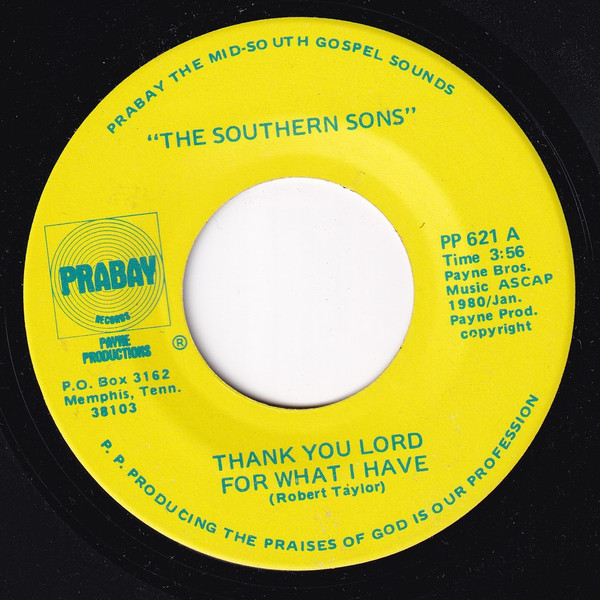 PRABAY THE MID-SOUTH GOSPEL SOUNDS
"THE SOUTHERN SONS"
PRABAY
RECORDS
PAYNE
PRODUCTIONS
®
P.O. Box 3162
Memphis, Tenn.
38103
PP 621 A
Time 3:56
Payne Bros.
Music ASCAP
1980/Jan.
Payne Prod.
copyright
THANK YOU LORD
FOR WHAT I HAVE
(Robert Taylor)
P. P. PRODUCING THE PRAISES OF GOD IS OUR PROFESSION